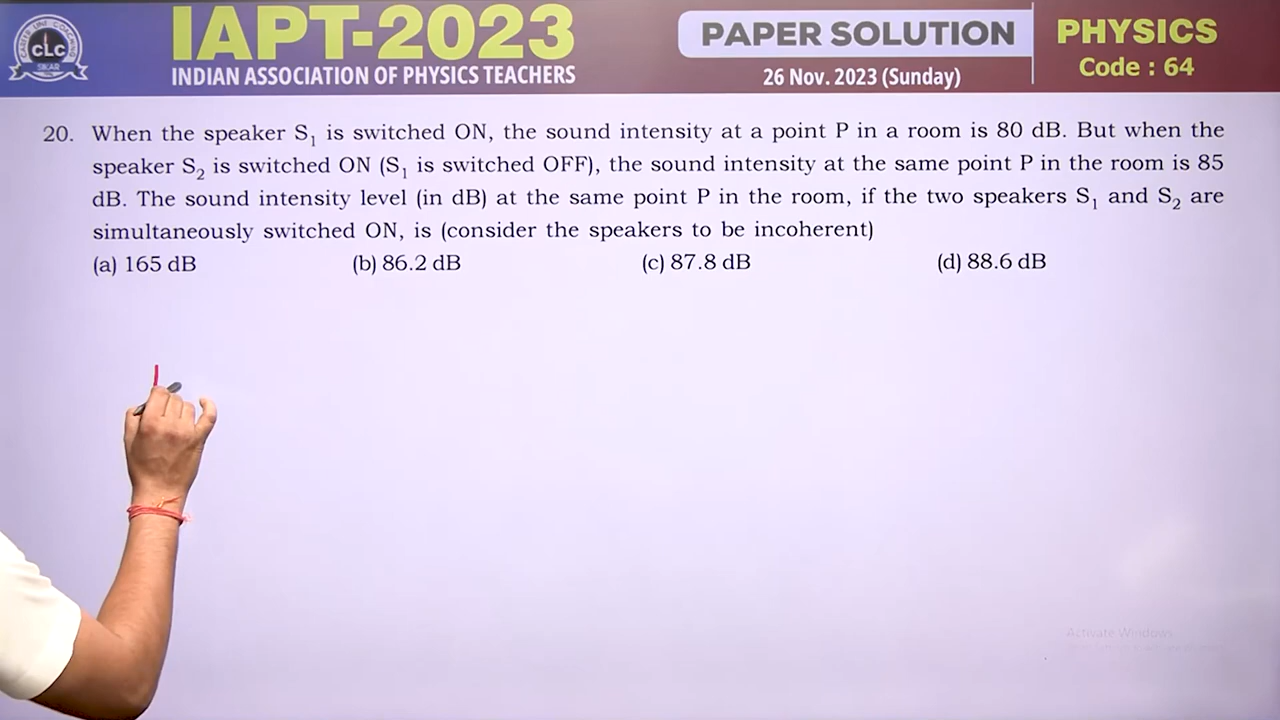 CAREER LINE COACHING
CLC
SIKAR
IAPT-2023
INDIAN ASSOCIATION OF PHYSICS TEACHERS
PAPER SOLUTION
26 Nov. 2023 (Sunday)
PHYSICS
Code : 64
20. When the speaker S₁ is switched ON, the sound intensity at a point P in a room is 80 dB. But when the
speaker S₂ is switched ON (S₁ is switched OFF), the sound intensity at the same point P in the room is 85
dB. The sound intensity level (in dB) at the same point P in the room, if the two speakers S₁ and S₂ are
simultaneously switched ON, is (consider the speakers to be incoherent)
(a) 165 dB (b) 86.2 dB (c) 87.8 dB (d) 88.6 dB
Activate Windows